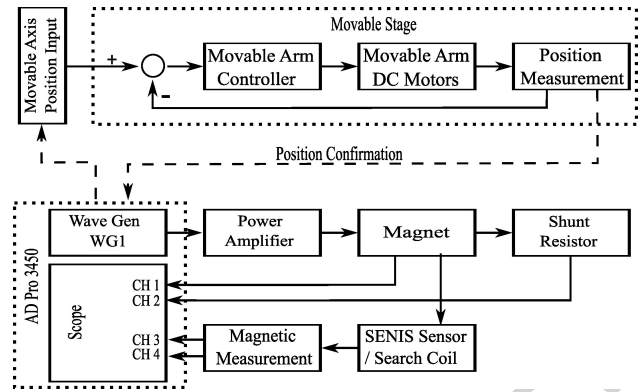 Movable Stage
Movable Axis
Position Input
+
-
Movable Arm
Controller
Movable Arm
DC Motors
Position
Measurement
Position Confirmation
AD Pro 3450
Wave Gen
WG1
Power
Amplifier
Magnet
Shunt
Resistor
Scope
CH 1
CH 2
CH 3
CH 4
Magnetic
Measurement
SENIS Sensor
/ Search Coil